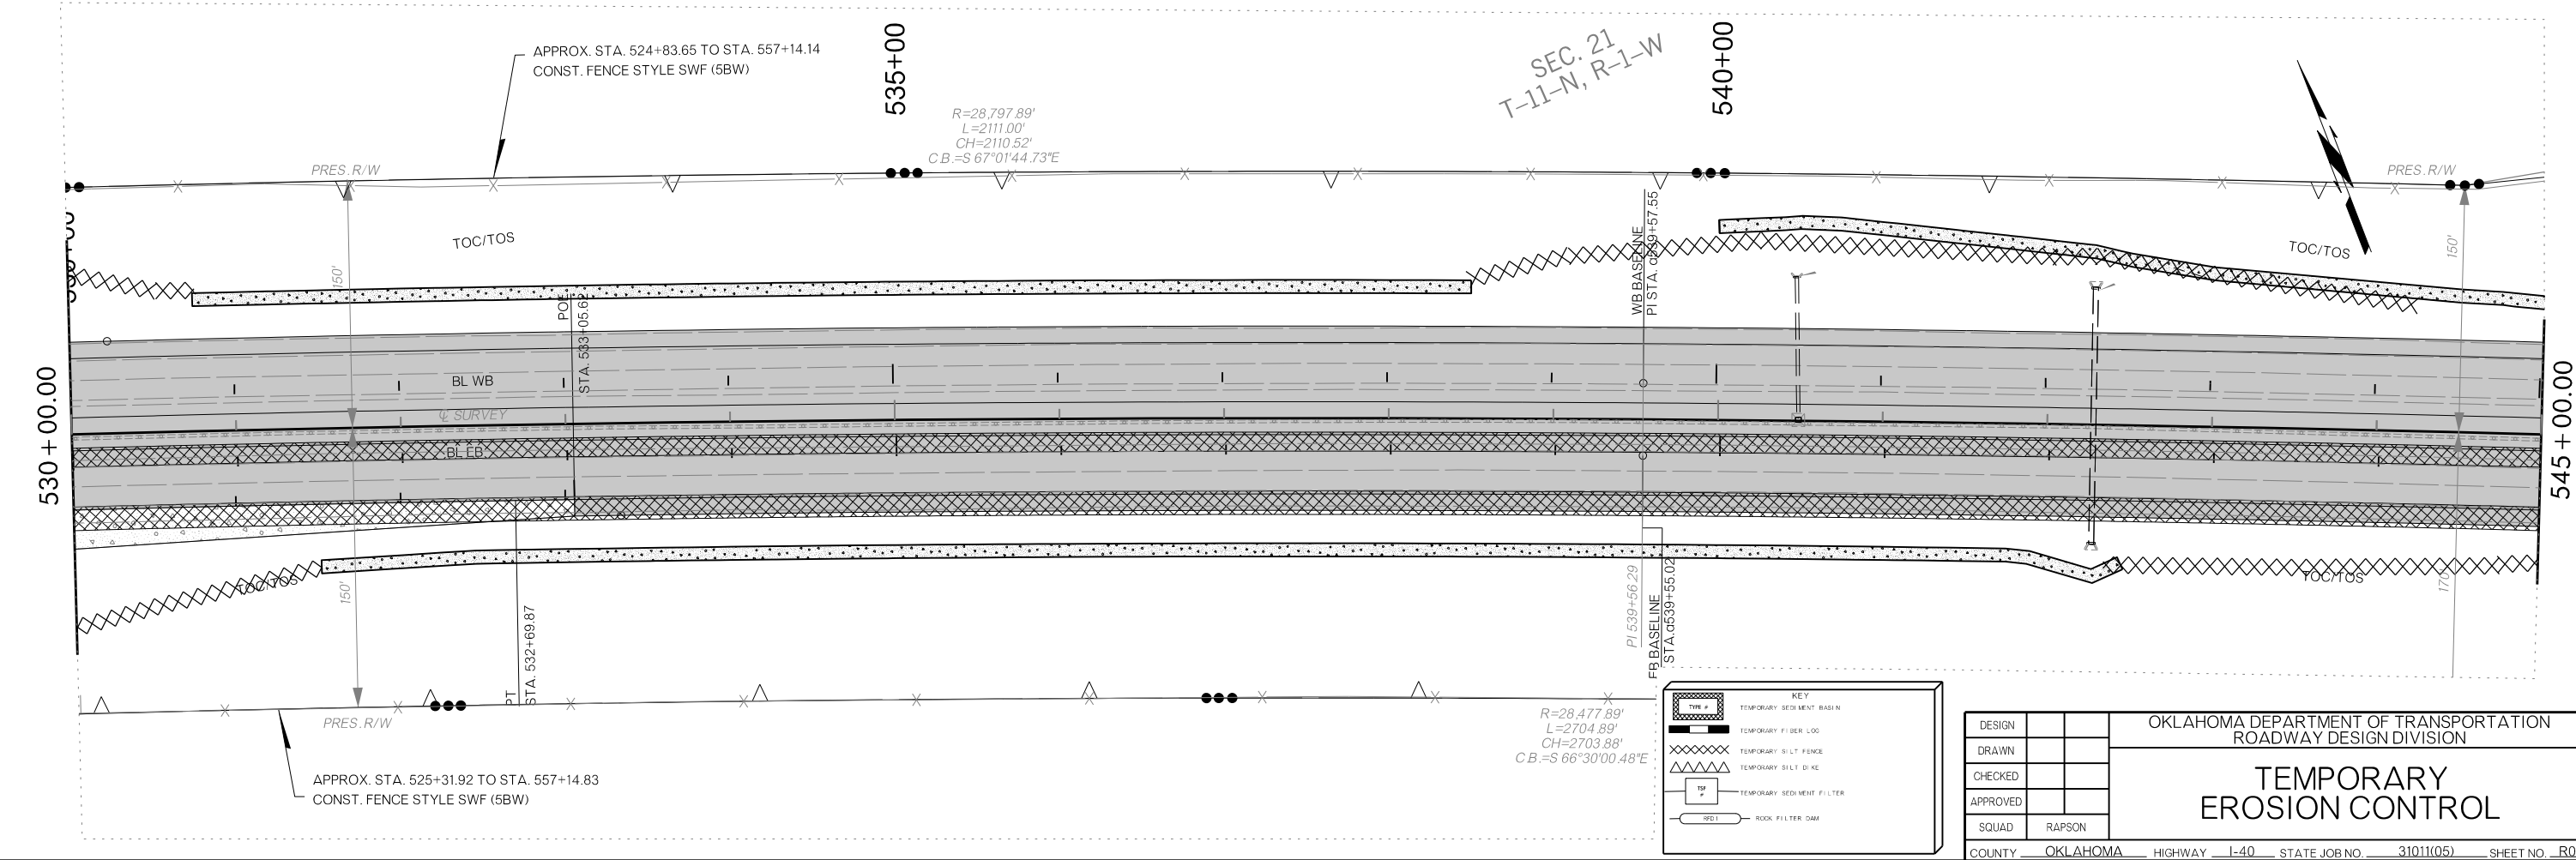 APPROX. STA. 524+83.65 TO STA. 557+14.14
CONST. FENCE STYLE SWF (5BW)
535+00
540+00
SEC. 21
T-11-N, R-1-W
R=28,797.89'
L=2111.00'
CH=2110.52'
C.B.=S 67°01'44.73"E
PRES. R/W
PRES. R/W
TOC/TOS
TOC/TOS
150'
150'
POE
STA. 533+05.62
WB BASELINE
PI STA. a539+57.55
530+00.00
545+00.00
BL WB
℄ SURVEY
BL EB
TOC/TOS
TOC/TOS
150'
170'
PT
STA. 532+69.87
PI 539+56.29
EB BASELINE
STA.a539+55.02
PRES. R/W
R=28,477.89'
L=2704.89'
CH=2703.88'
C.B.=S 66°30'00.48"E
APPROX. STA. 525+31.92 TO STA. 557+14.83
CONST. FENCE STYLE SWF (5BW)
KEY
TYPE # TEMPORARY SEDIMENT BASIN
TEMPORARY FIBER LOG
TEMPORARY SILT FENCE
TEMPORARY SILT DIKE
TSF
# TEMPORARY SEDIMENT FILTER
RFD 1 ROCK FILTER DAM
DESIGN
DRAWN
CHECKED
APPROVED
SQUAD RAPSON
OKLAHOMA DEPARTMENT OF TRANSPORTATION
ROADWAY DESIGN DIVISION
TEMPORARY
EROSION CONTROL
COUNTY OKLAHOMA HIGHWAY I-40 STATE JOB NO. 31011(05) SHEET NO. R0